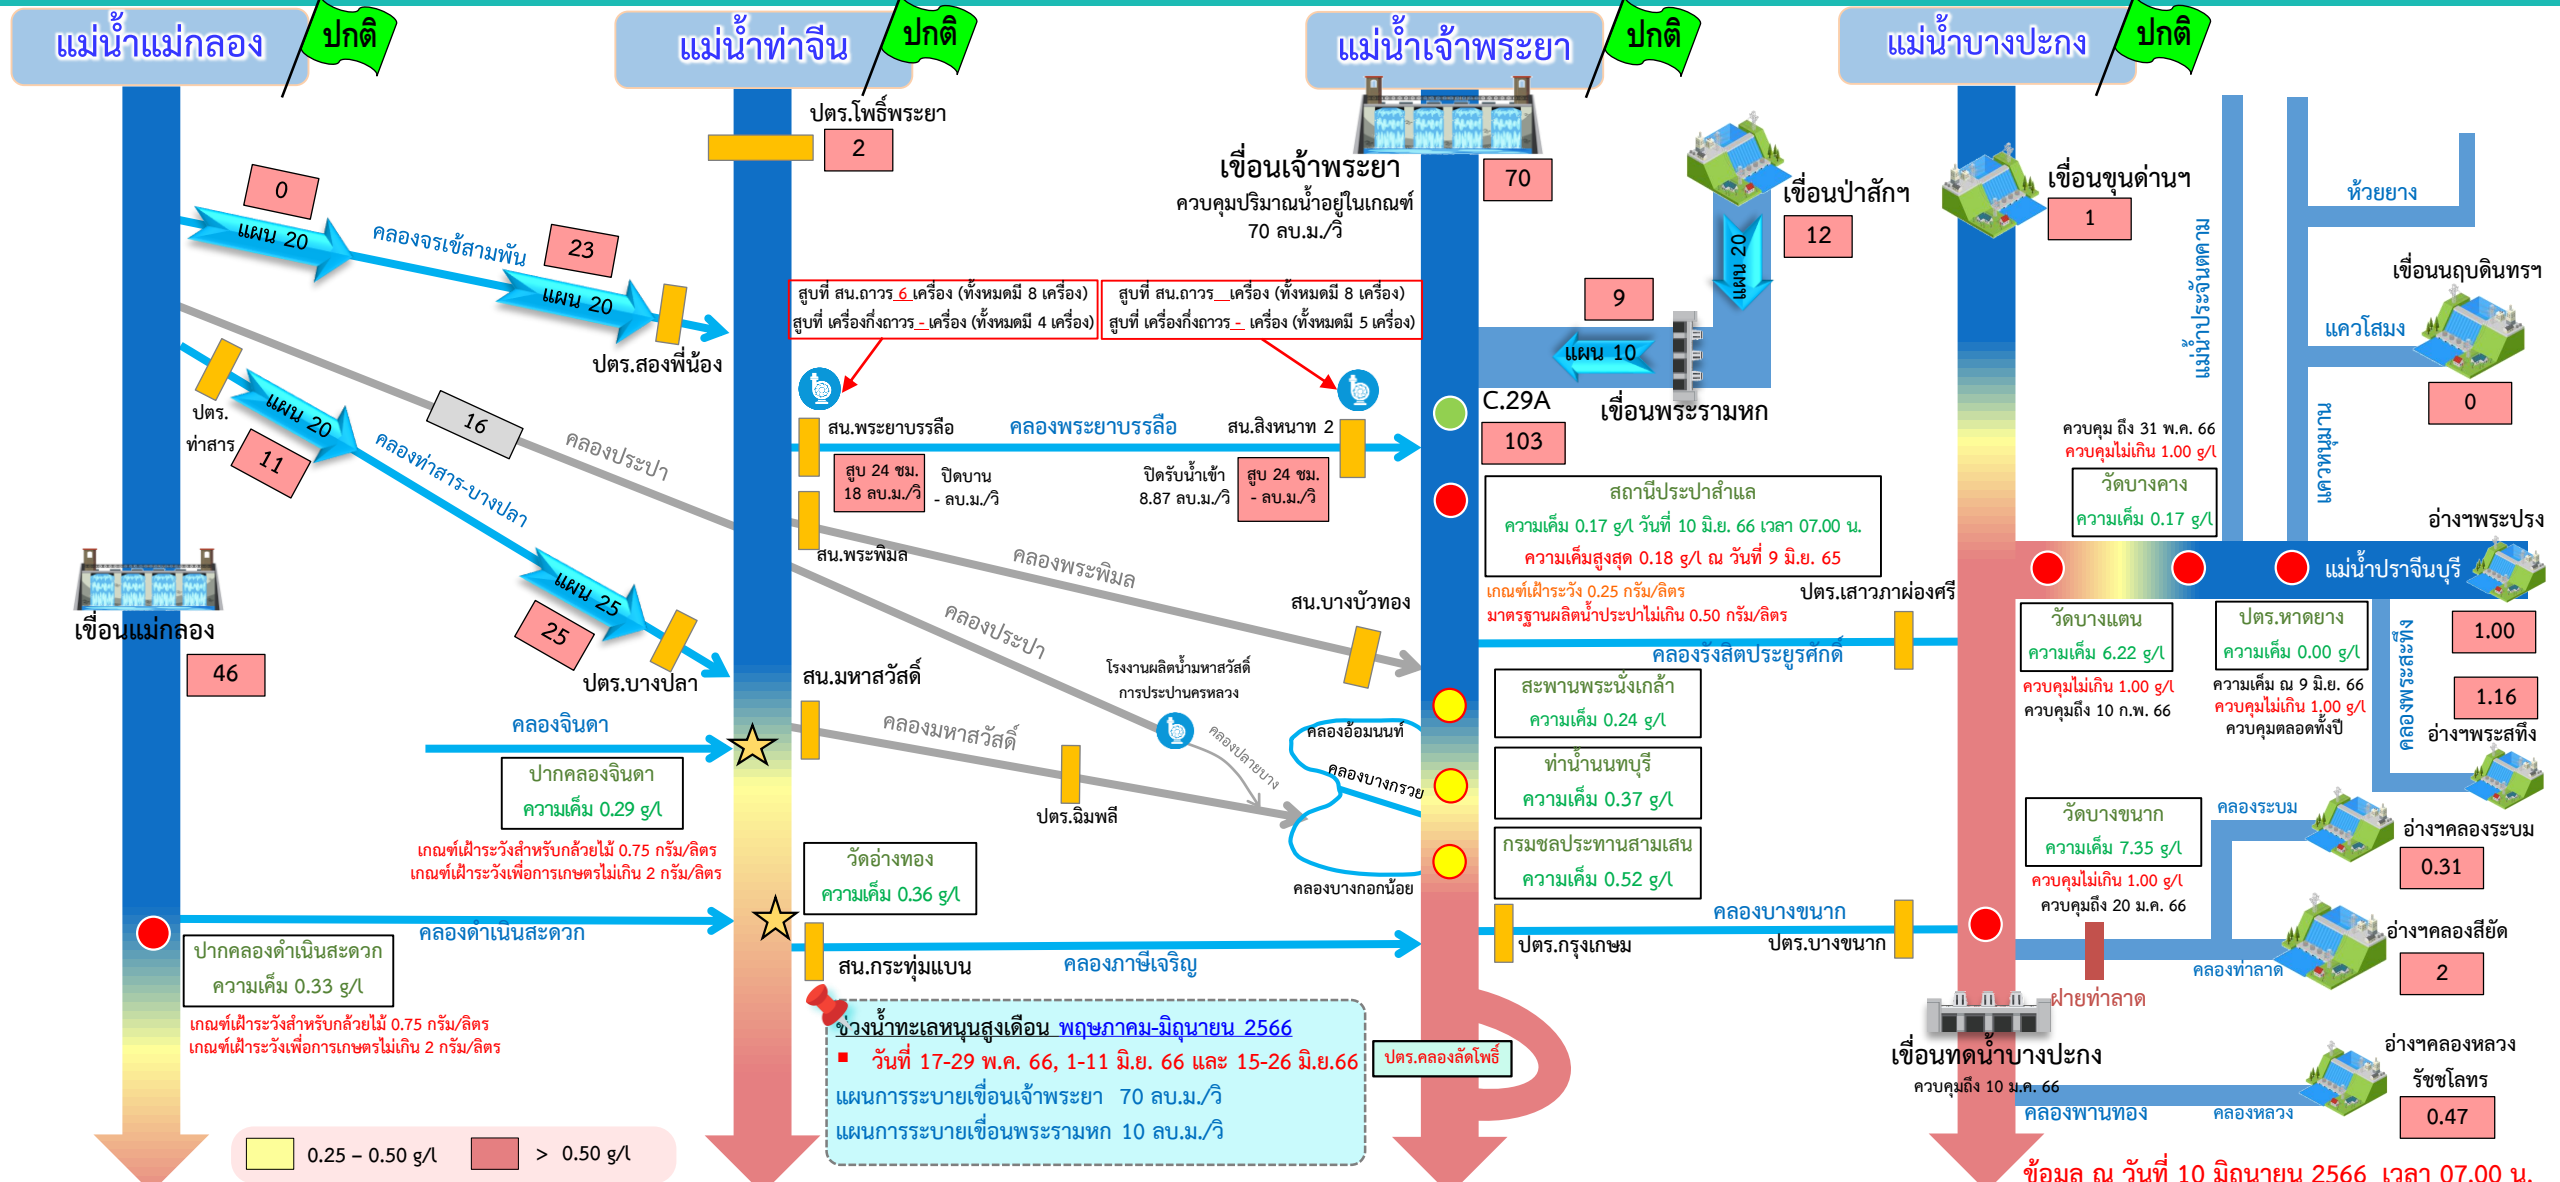 แม่น้ำแม่กลอง
ปกติ
แม่น้ำท่าจีน
ปกติ
แม่น้ำเจ้าพระยา
ปกติ
แม่น้ำบางปะกง
ปกติ
0
แผน 20
คลองจรเข้สามพัน
23
แผน 20
ปตร.สองพี่น้อง
ปตร.
ท่าสาร
11
แผน 20
คลองท่าสาร-บางปลา
16
คลองประปา
แผน 25
25
ปตร.บางปลา
เขื่อนแม่กลอง
46
คลองจินดา
ปากคลองจินดา
ความเค็ม 0.29 g/l
เกณฑ์เฝ้าระวังสำหรับกล้วยไม้ 0.75 กรัม/ลิตร
เกณฑ์เฝ้าระวังเพื่อการเกษตรไม่เกิน 2 กรัม/ลิตร
คลองดำเนินสะดวก
ปากคลองดำเนินสะดวก
ความเค็ม 0.33 g/l
เกณฑ์เฝ้าระวังสำหรับกล้วยไม้ 0.75 กรัม/ลิตร
เกณฑ์เฝ้าระวังเพื่อการเกษตรไม่เกิน 2 กรัม/ลิตร
0.25 – 0.50 g/l
> 0.50 g/l
ปตร.โพธิ์พระยา
2
สูบที่ สน.ถาวร 6 เครื่อง (ทั้งหมดมี 8 เครื่อง)
สูบที่ เครื่องกึ่งถาวร - เครื่อง (ทั้งหมดมี 4 เครื่อง)
สูบที่ สน.ถาวร__เครื่อง (ทั้งหมดมี 8 เครื่อง)
สูบที่ เครื่องกึ่งถาวร -_ เครื่อง (ทั้งหมดมี 5 เครื่อง)
สน.พระยาบรรลือ
คลองพระยาบรรลือ
สน.สิงหนาท 2
สูบ 24 ชม.
18 ลบ.ม./วิ
ปิดบาน
- ลบ.ม./วิ
ปิดรับน้ำเข้า
8.87 ลบ.ม./วิ
สูบ 24 ชม.
- ลบ.ม./วิ
สน.พระพิมล
คลองพระพิมล
สน.บางบัวทอง
คลองประปา
โรงงานผลิตน้ำมหาสวัสดิ์
การประปานครหลวง
สน.มหาสวัสดิ์
คลองมหาสวัสดิ์
ปตร.ฉิมพลี
คลองปลายบาง
คลองอ้อมนนท์
คลองบางกรวย
คลองบางกอกน้อย
วัดอ่างทอง
ความเค็ม 0.36 g/l
สน.กระทุ่มแบน
คลองภาษีเจริญ
ช่วงน้ำทะเลหนุนสูงเดือน พฤษภาคม-มิถุนายน 2566
▪ วันที่ 17-29 พ.ค. 66, 1-11 มิ.ย. 66 และ 15-26 มิ.ย.66
แผนการระบายเขื่อนเจ้าพระยา 70 ลบ.ม./วิ
แผนการระบายเขื่อนพระรามหก 10 ลบ.ม./วิ
ปตร.คลองลัดโพธิ์
เขื่อนเจ้าพระยา
ควบคุมปริมาณน้ำอยู่ในเกณฑ์
70 ลบ.ม./วิ
70
เขื่อนป่าสักฯ
12
แผน 20
9
แผน 10
เขื่อนพระรามหก
C.29A
103
สถานีประปาสำแล
ความเค็ม 0.17 g/l วันที่ 10 มิ.ย. 66 เวลา 07.00 น.
ความเค็มสูงสุด 0.18 g/l ณ วันที่ 9 มิ.ย. 65
เกณฑ์เฝ้าระวัง 0.25 กรัม/ลิตร
มาตรฐานผลิตน้ำประปาไม่เกิน 0.50 กรัม/ลิตร
ปตร.เสาวภาผ่องศรี
คลองรังสิตประยูรศักดิ์
สะพานพระนั่งเกล้า
ความเค็ม 0.24 g/l
ท่าน้ำนนทบุรี
ความเค็ม 0.37 g/l
กรมชลประทานสามเสน
ความเค็ม 0.52 g/l
ปตร.กรุงเกษม
คลองบางขนาก
ปตร.บางขนาก
เขื่อนขุนด่านฯ
1
แม่น้ำประจันตคาม
ห้วยยาง
เขื่อนนฤบดินทรฯ
แควโสมง
0
แควหนุมาน
ควบคุม ถึง 31 พ.ค. 66
ควบคุมไม่เกิน 1.00 g/l
วัดบางคาง
ความเค็ม 0.17 g/l
อ่างฯพระปรง
แม่น้ำปราจีนบุรี
1.00
วัดบางแตน
ความเค็ม 6.22 g/l
ควบคุมไม่เกิน 1.00 g/l
ควบคุมถึง 10 ก.พ. 66
ปตร.หาดยาง
ความเค็ม 0.00 g/l
ความเค็ม ณ 9 มิ.ย. 66
ควบคุมไม่เกิน 1.00 g/l
ควบคุมตลอดทั้งปี
คลองพระสะทึง
1.16
อ่างฯพระสทึง
วัดบางขนาก
ความเค็ม 7.35 g/l
ควบคุมไม่เกิน 1.00 g/l
ควบคุมถึง 20 ม.ค. 66
คลองระบม
อ่างฯคลองระบม
0.31
อ่างฯคลองสียัด
2
คลองท่าลาด
ฝายท่าลาด
เขื่อนทดน้ำบางปะกง
ควบคุมถึง 10 ม.ค. 66
คลองพานทอง
คลองหลวง
อ่างฯคลองหลวง
รัชชโลทร
0.47
ข้อมูล ณ วันที่ 10 มิถุนายน 2566 เวลา 07.00 น.